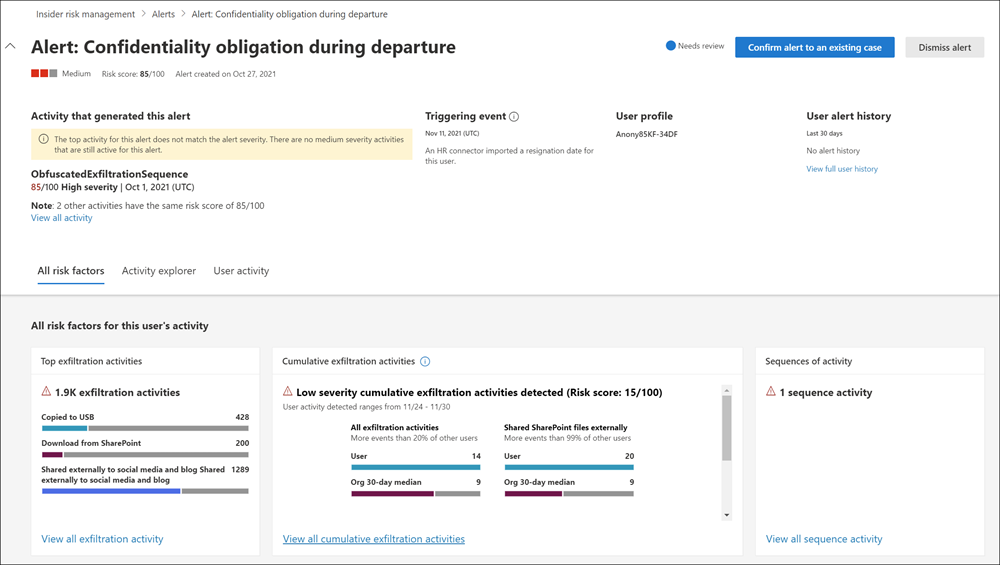 Insider risk management > Alerts > Alert: Confidentiality obligation during departure
Alert: Confidentiality obligation during departure
Needs review
Confirm alert to an existing case
Dismiss alert
Medium Risk score: 85/100 Alert created on Oct 27, 2021
Activity that generated this alert
The top activity for this alert does not match the alert severity. There are no medium severity activities
that are still active for this alert.
ObfuscatedExfiltrationSequence
85/100 High severity | Oct 1, 2021 (UTC)
Note: 2 other activities have the same risk score of 85/100
View all activity
Triggering event
Nov 11, 2021 (UTC)
An HR connector imported a resignation date for
this user.
User profile
Anony85KF-34DF
User alert history
Last 30 days
No alert history
View full user history
All risk factors Activity explorer User activity
All risk factors for this user's activity
Top exfiltration activities
1.9K exfiltration activities
Copied to USB 428
Download from SharePoint 200
Shared externally to social media and blog Shared 1289
externally to social media and blog
View all exfiltration activity
Cumulative exfiltration activities
Low severity cumulative exfiltration activities detected (Risk score: 15/100)
User activity detected ranges from 11/24 - 11/30
All exfiltration activities
More events than 20% of other users
User 14
Org 30-day median 9
Shared SharePoint files externally
More events than 99% of other users
User 20
Org 30-day median 9
View all cumulative exfiltration activities
Sequences of activity
1 sequence activity
View all sequence activity